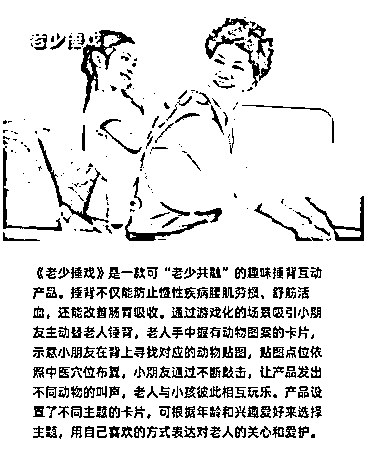 老少捶戏
《老少捶戏》是一款可“老少共融”的趣味捶背互动
产品。捶背不仅能防止慢性疾病腰肌劳损、舒筋活
血，还能改善肠胃吸收。通过游戏化的场景吸引小朋
友主动替老人锤背，老人手中握有动物图案的卡片，
示意小朋友在背上寻找对应的动物贴图，贴图点位依
照中医穴位布置，小朋友通过不断敲击，让产品发出
不同动物的叫声，老人与小孩彼此相互玩乐。产品设
置了不同主题的卡片，可根据年龄和兴趣爱好来选择
主题，用自己喜欢的方式表达对老人的关心和爱护。